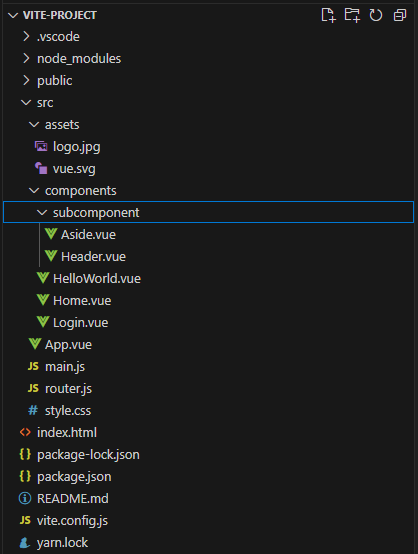 VITE-PROJECT
.vscode
node_modules
public
src
assets
logo.jpg
vue.svg
components
subcomponent
Aside.vue
Header.vue
HelloWorld.vue
Home.vue
Login.vue
App.vue
JS main.js
JS router.js
# style.css
<> index.html
{} package-lock.json
{} package.json
README.md
JS vite.config.js
yarn.lock